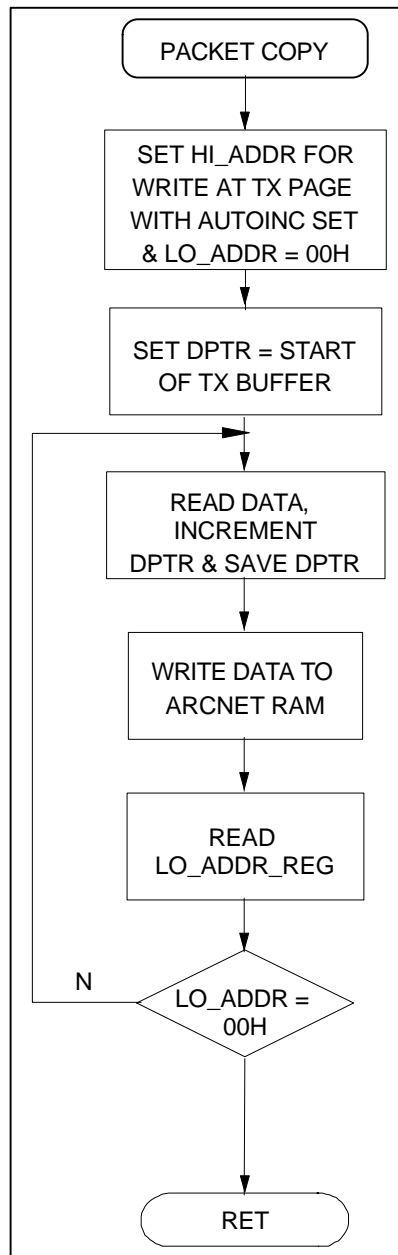 PACKET COPY
SET HI_ADDR FOR
WRITE AT TX PAGE
WITH AUTOINC SET
& LO_ADDR = 00H
SET DPTR = START
OF TX BUFFER
READ DATA,
INCREMENT
DPTR & SAVE DPTR
WRITE DATA TO
ARCNET RAM
READ
LO_ADDR_REG
N
LO_ADDR =
00H
RET